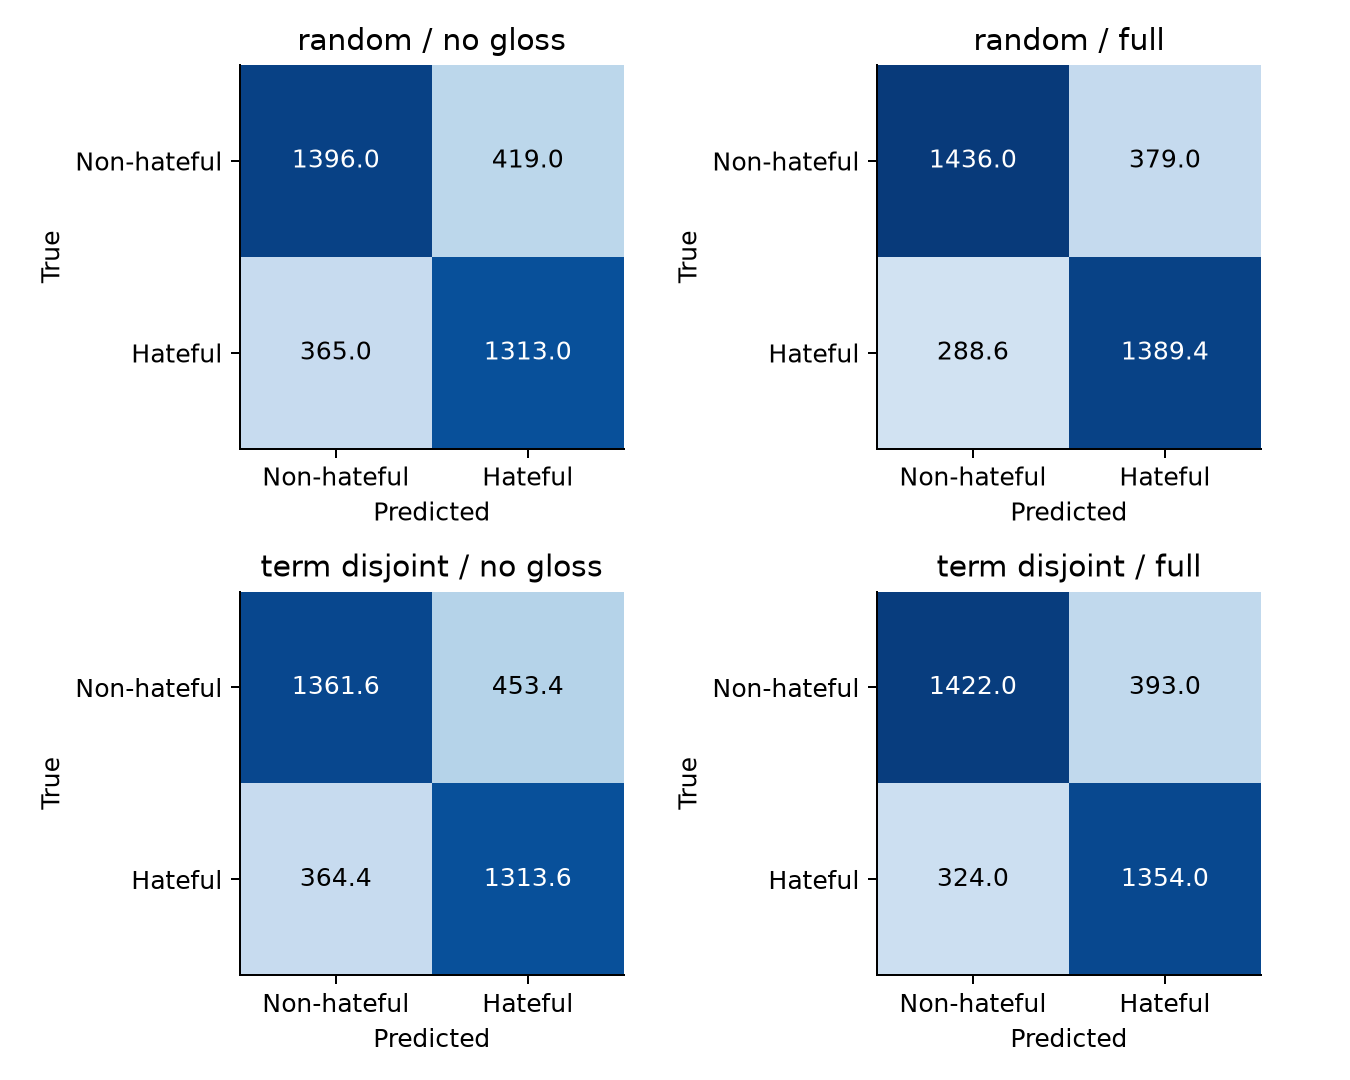 random / no gloss
Non-hateful
1396.0
419.0
True
Hateful
365.0
1313.0
Non-hateful
Hateful
Predicted
random / full
Non-hateful
1436.0
379.0
True
Hateful
288.6
1389.4
Non-hateful
Hateful
Predicted
term disjoint / no gloss
Non-hateful
1361.6
453.4
True
Hateful
364.4
1313.6
Non-hateful
Hateful
Predicted
term disjoint / full
Non-hateful
1422.0
393.0
True
Hateful
324.0
1354.0
Non-hateful
Hateful
Predicted